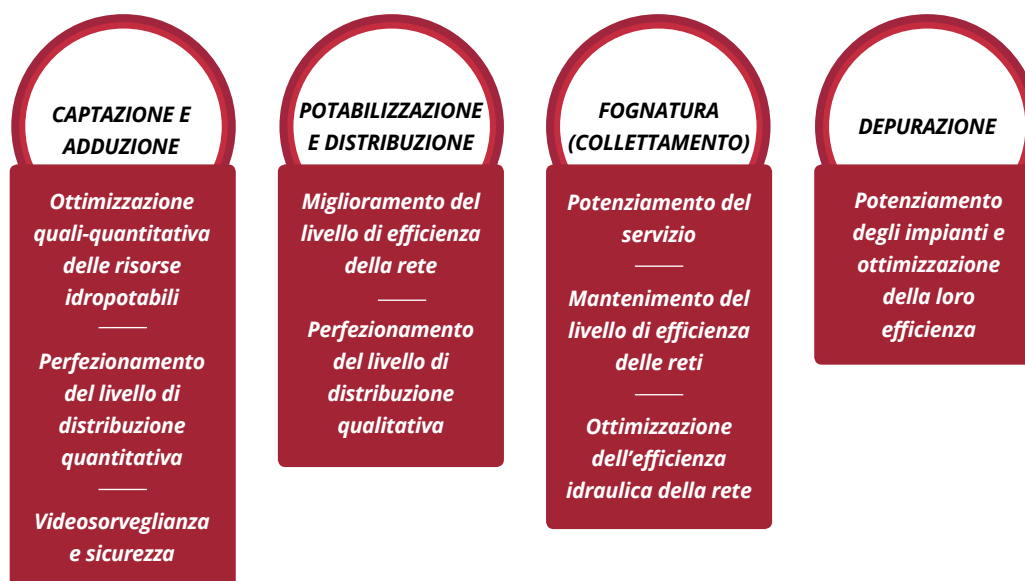 CAPTAZIONE E
ADDUZIONE
Ottimizzazione
quali-quantitativa
delle risorse
idropotabili
Perfezionamento
del livello di
distribuzione
quantitativa
Videosorveglianza
e sicurezza
POTABILIZZAZIONE
E DISTRIBUZIONE
Miglioramento del
livello di efficienza
della rete
Perfezionamento
del livello di
distribuzione
qualitativa
FOGNATURA
(COLLETTAMENTO)
Potenziamento del
servizio
Mantenimento del
livello di efficienza
delle reti
Ottimizzazione
dell’efficienza
idraulica della rete
DEPURAZIONE
Potenziamento
degli impianti e
ottimizzazione
della loro
efficienza